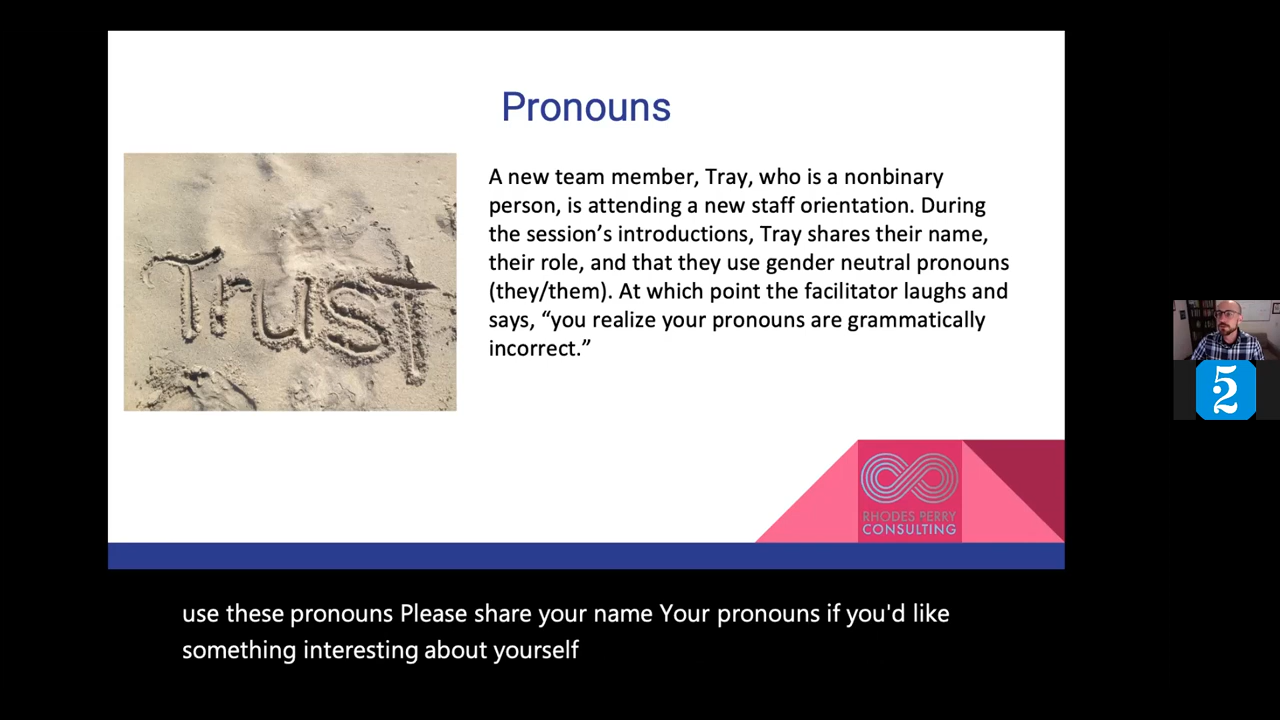 Pronouns
Trust
A new team member, Tray, who is a nonbinary
person, is attending a new staff orientation. During
the session’s introductions, Tray shares their name,
their role, and that they use gender neutral pronouns
(they/them). At which point the facilitator laughs and
says, “you realize your pronouns are grammatically
incorrect.”
RHODES PERRY
CONSULTING
52
use these pronouns Please share your name Your pronouns if you'd like
something interesting about yourself